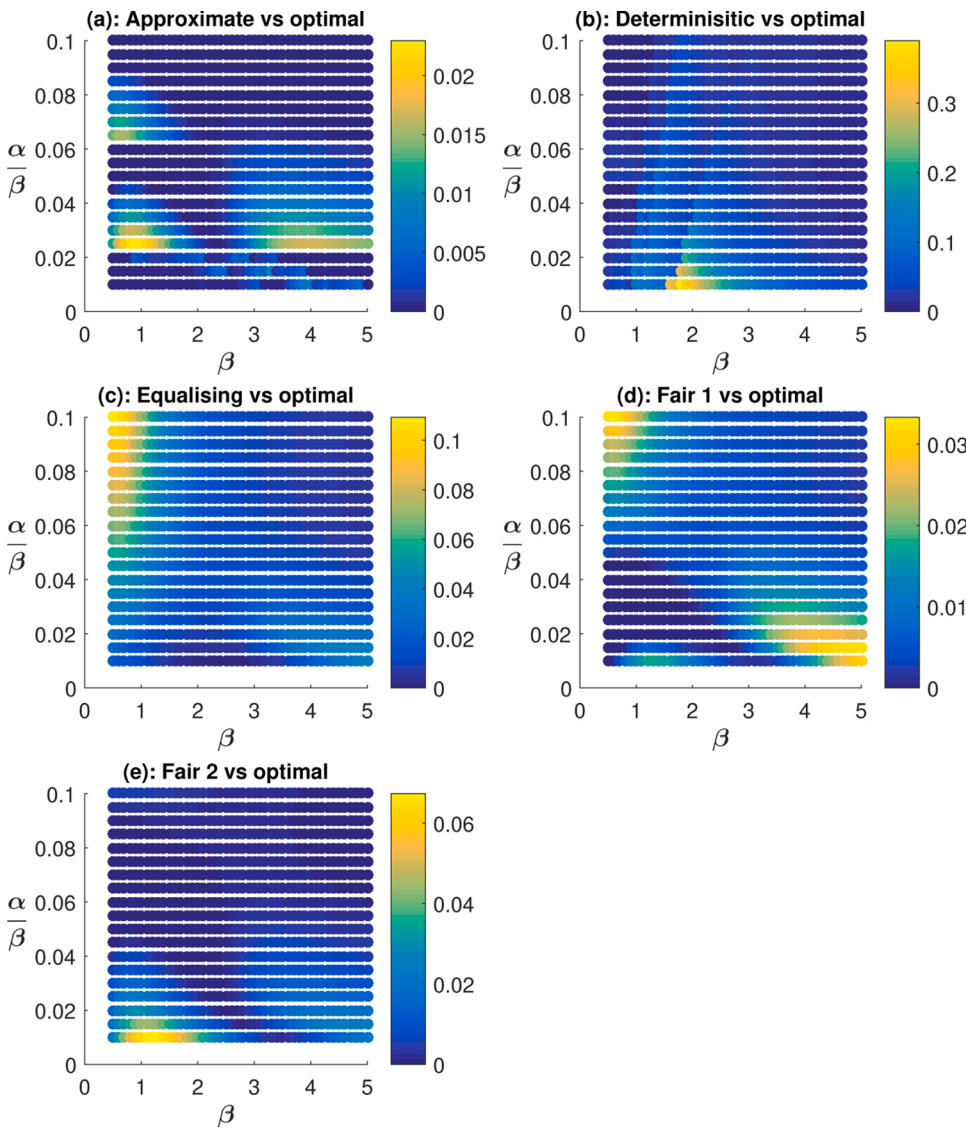 (a): Approximate vs optimal
0.1
0.08
0.06
0.04
0.02
0
α
β
0 1 2 3 4 5
β
0.02
0.015
0.01
0.005
0
(b): Determinisitic vs optimal
0.1
0.08
0.06
0.04
0.02
0
α
β
0 1 2 3 4 5
β
0.3
0.2
0.1
0
(c): Equalising vs optimal
0.1
0.08
0.06
0.04
0.02
0
α
β
0 1 2 3 4 5
β
0.1
0.08
0.06
0.04
0.02
0
(d): Fair 1 vs optimal
0.1
0.08
0.06
0.04
0.02
0
α
β
0 1 2 3 4 5
β
0.03
0.02
0.01
0
(e): Fair 2 vs optimal
0.1
0.08
0.06
0.04
0.02
0
α
β
0 1 2 3 4 5
β
0.06
0.04
0.02
0